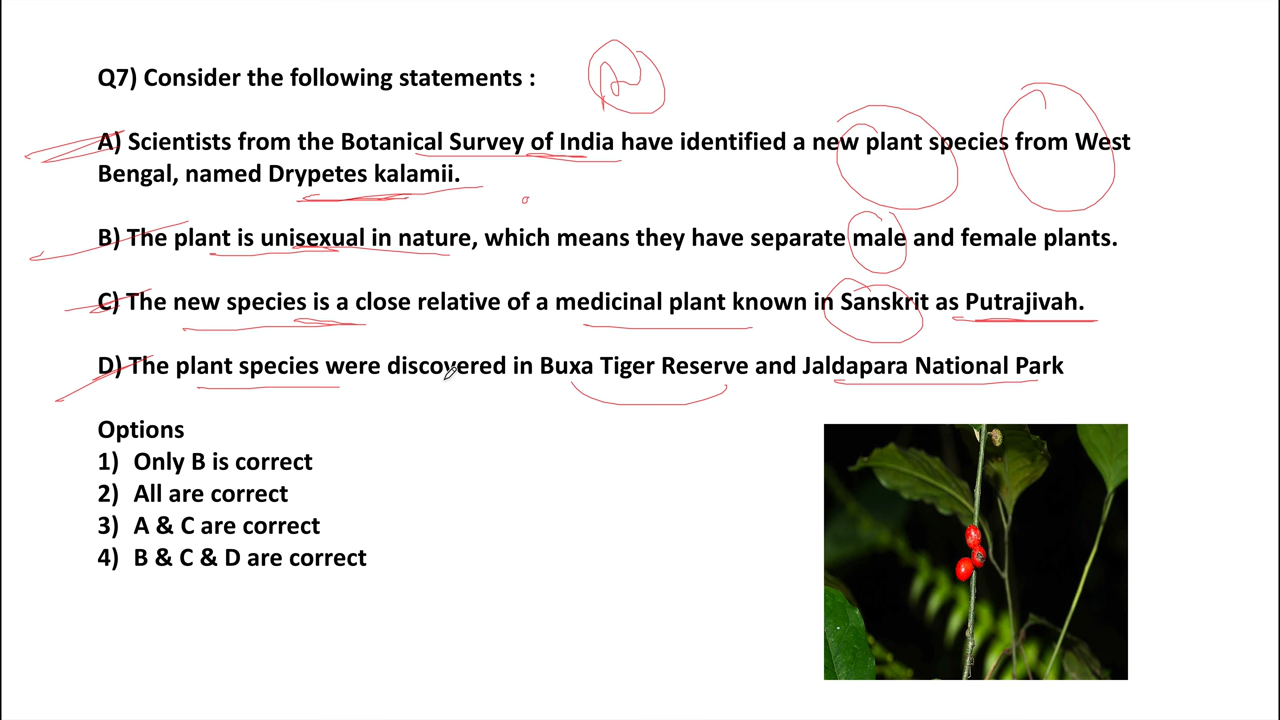 Q7) Consider the following statements :
A) Scientists from the Botanical Survey of India have identified a new plant species from West
Bengal, named Drypetes kalamii.
B) The plant is unisexual in nature, which means they have separate male and female plants.
C) The new species is a close relative of a medicinal plant known in Sanskrit as Putrajivah.
D) The plant species were discovered in Buxa Tiger Reserve and Jaldapara National Park
Options
1) Only B is correct
2) All are correct
3) A & C are correct
4) B & C & D are correct